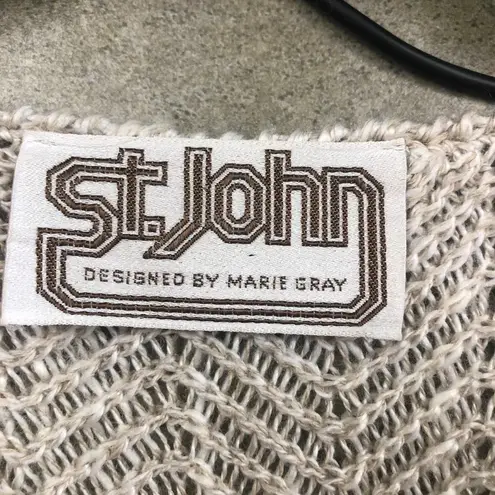 St. John
DESIGNED BY MARIE GRAY